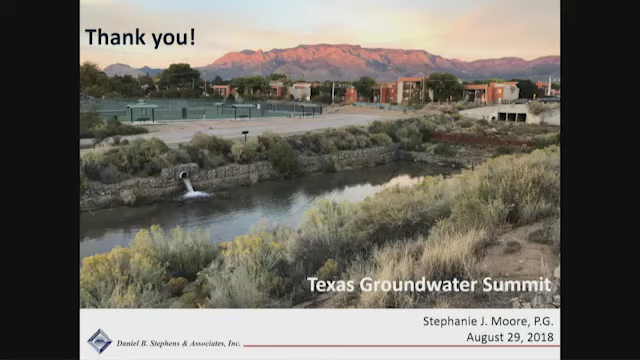 Thank you!
Texas Groundwater Summit
Stephanie J. Moore, P.G.
August 29, 2018
Daniel B. Stephens & Associates, Inc.